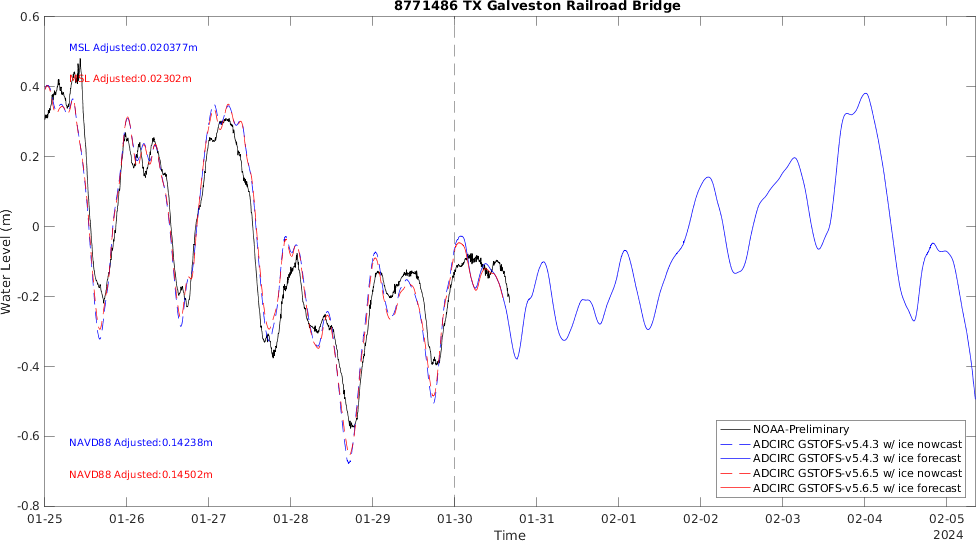 8771486 TX Galveston Railroad Bridge
0.6
0.4
0.2
0
-0.2
-0.4
-0.6
-0.8
Water Level (m)
MSL Adjusted:0.020377m
MSL Adjusted:0.02302m
NAVD88 Adjusted:0.14238m
NAVD88 Adjusted:0.14502m
NOAA-Preliminary
ADCIRC GSTOFS-v5.4.3 w/ ice nowcast
ADCIRC GSTOFS-v5.4.3 w/ ice forecast
ADCIRC GSTOFS-v5.6.5 w/ ice nowcast
ADCIRC GSTOFS-v5.6.5 w/ ice forecast
01-25 01-26 01-27 01-28 01-29 01-30 01-31 02-01 02-02 02-03 02-04 02-05
2024
Time